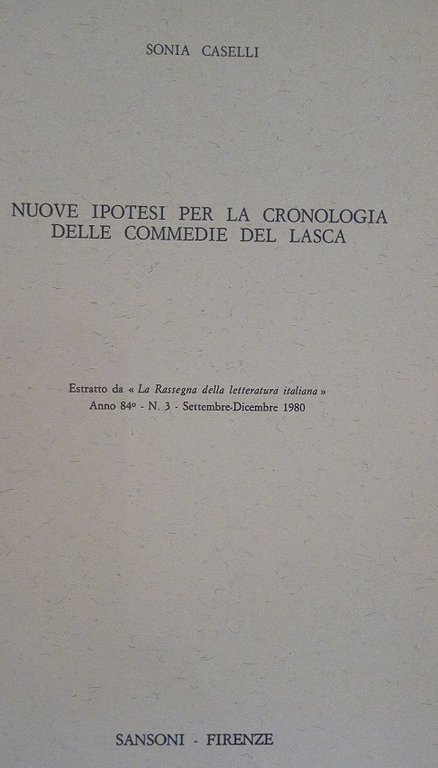 SONIA CASELLI
NUOVE IPOTESI PER LA CRONOLOGIA
DELLE COMMEDIE DEL LASCA
Estratto da « La Rassegna della letteratura italiana »
Anno 84º - N. 3 - Settembre-Dicembre 1980
SANSONI - FIRENZE